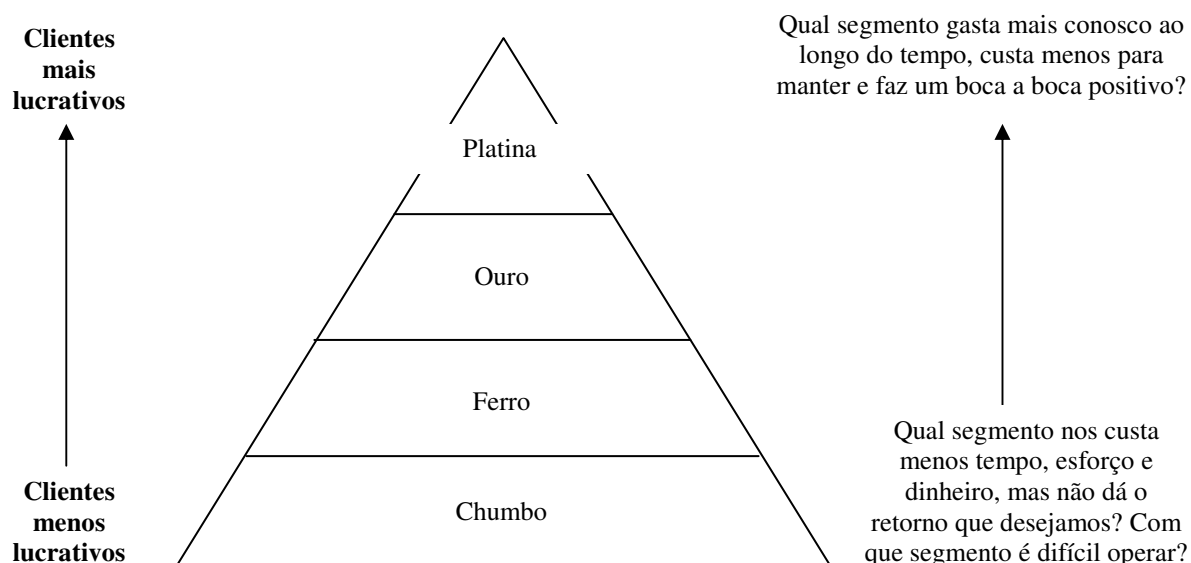 Clientes
mais
lucrativos
Qual segmento gasta mais conosco ao
longo do tempo, custa menos para
manter e faz um boca a boca positivo?
Platina
Ouro
Ferro
Chumbo
Clientes
menos
lucrativos
Qual segmento nos custa
menos tempo, esforço e
dinheiro, mas não dá o
retorno que desejamos? Com
que segmento é difícil operar?